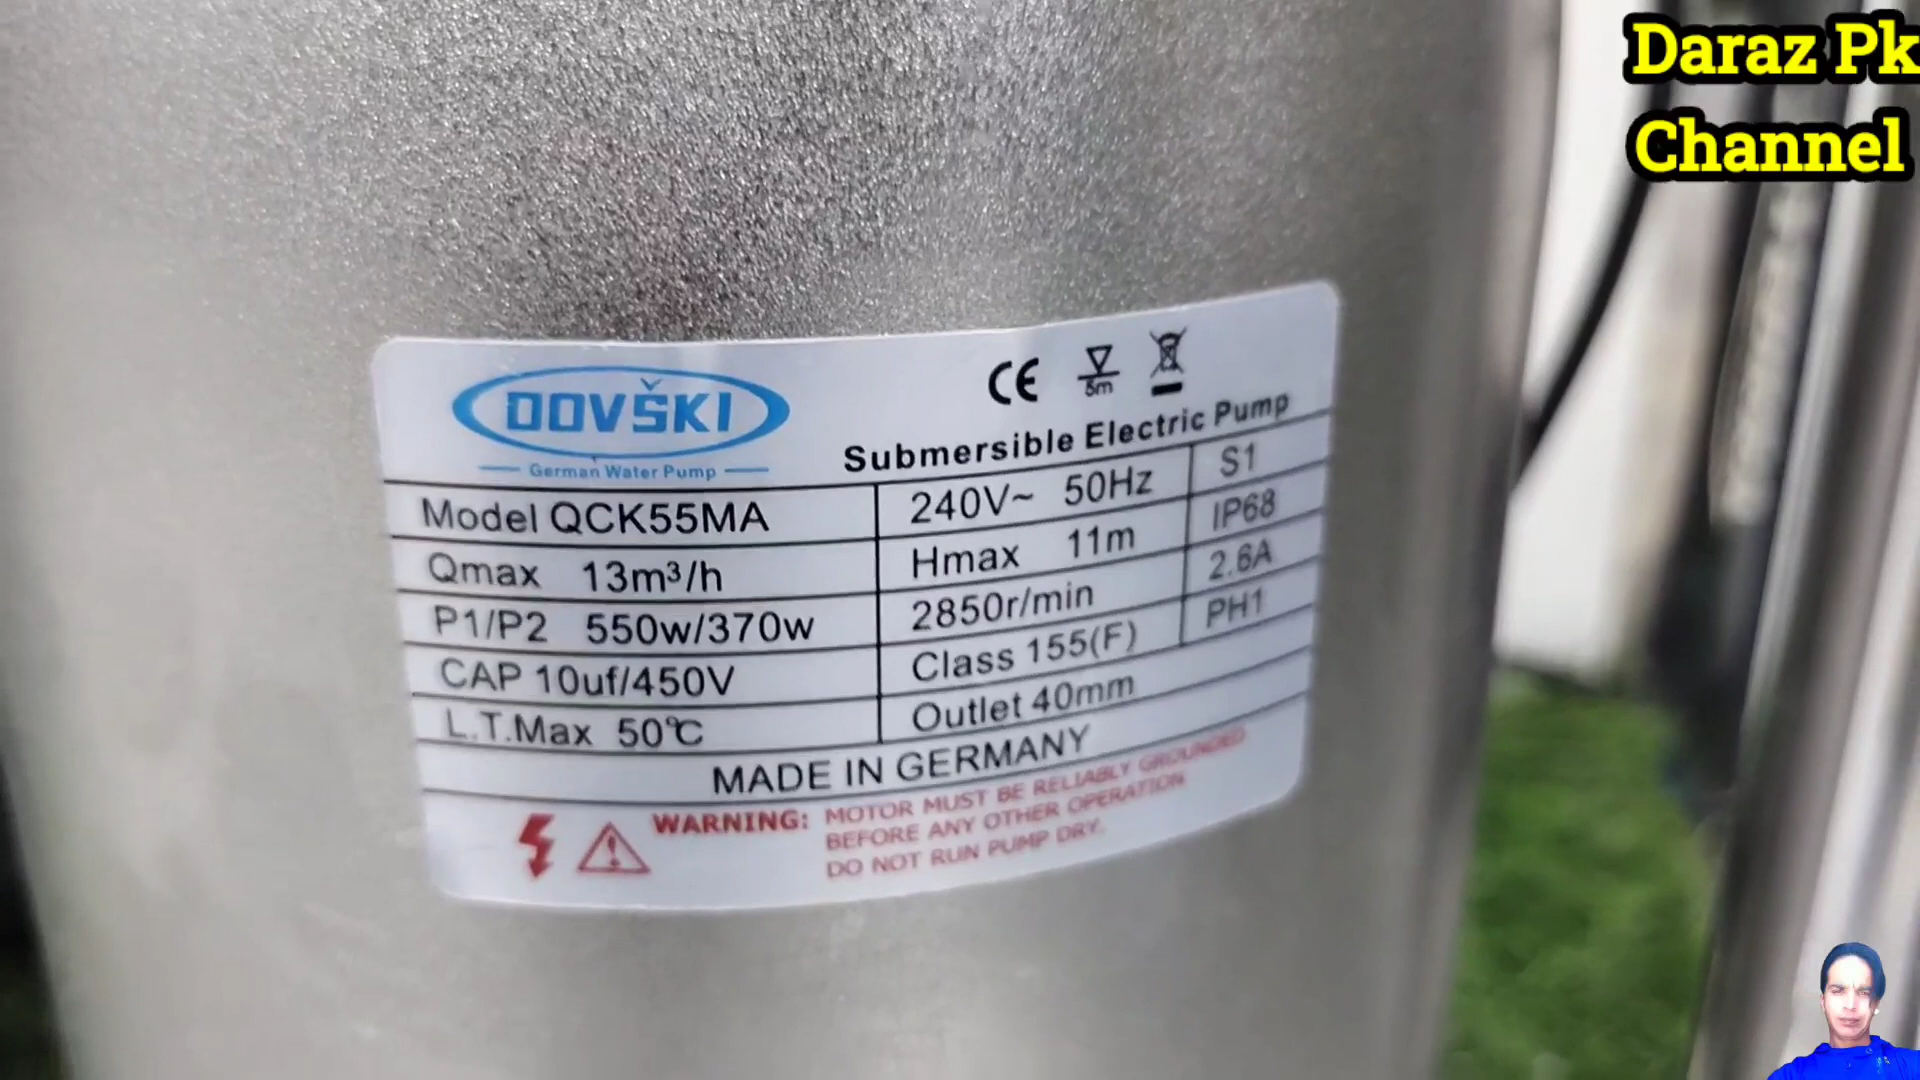 Daraz Pk
Channel
DOVŠKI
German Water Pump
CE
5m
Submersible Electric Pump
Model QCK55MA
240V~ 50Hz
S1
Qmax 13m³/h
Hmax 11m
IP68
P1/P2 550w/370w
2850r/min
2.6A
CAP 10uf/450V
Class 155(F)
PH1
L.T.Max 50℃
Outlet 40mm
MADE IN GERMANY
WARNING: MOTOR MUST BE RELIABLY GROUNDED
BEFORE ANY OTHER OPERATION
DO NOT RUN PUMP DRY.